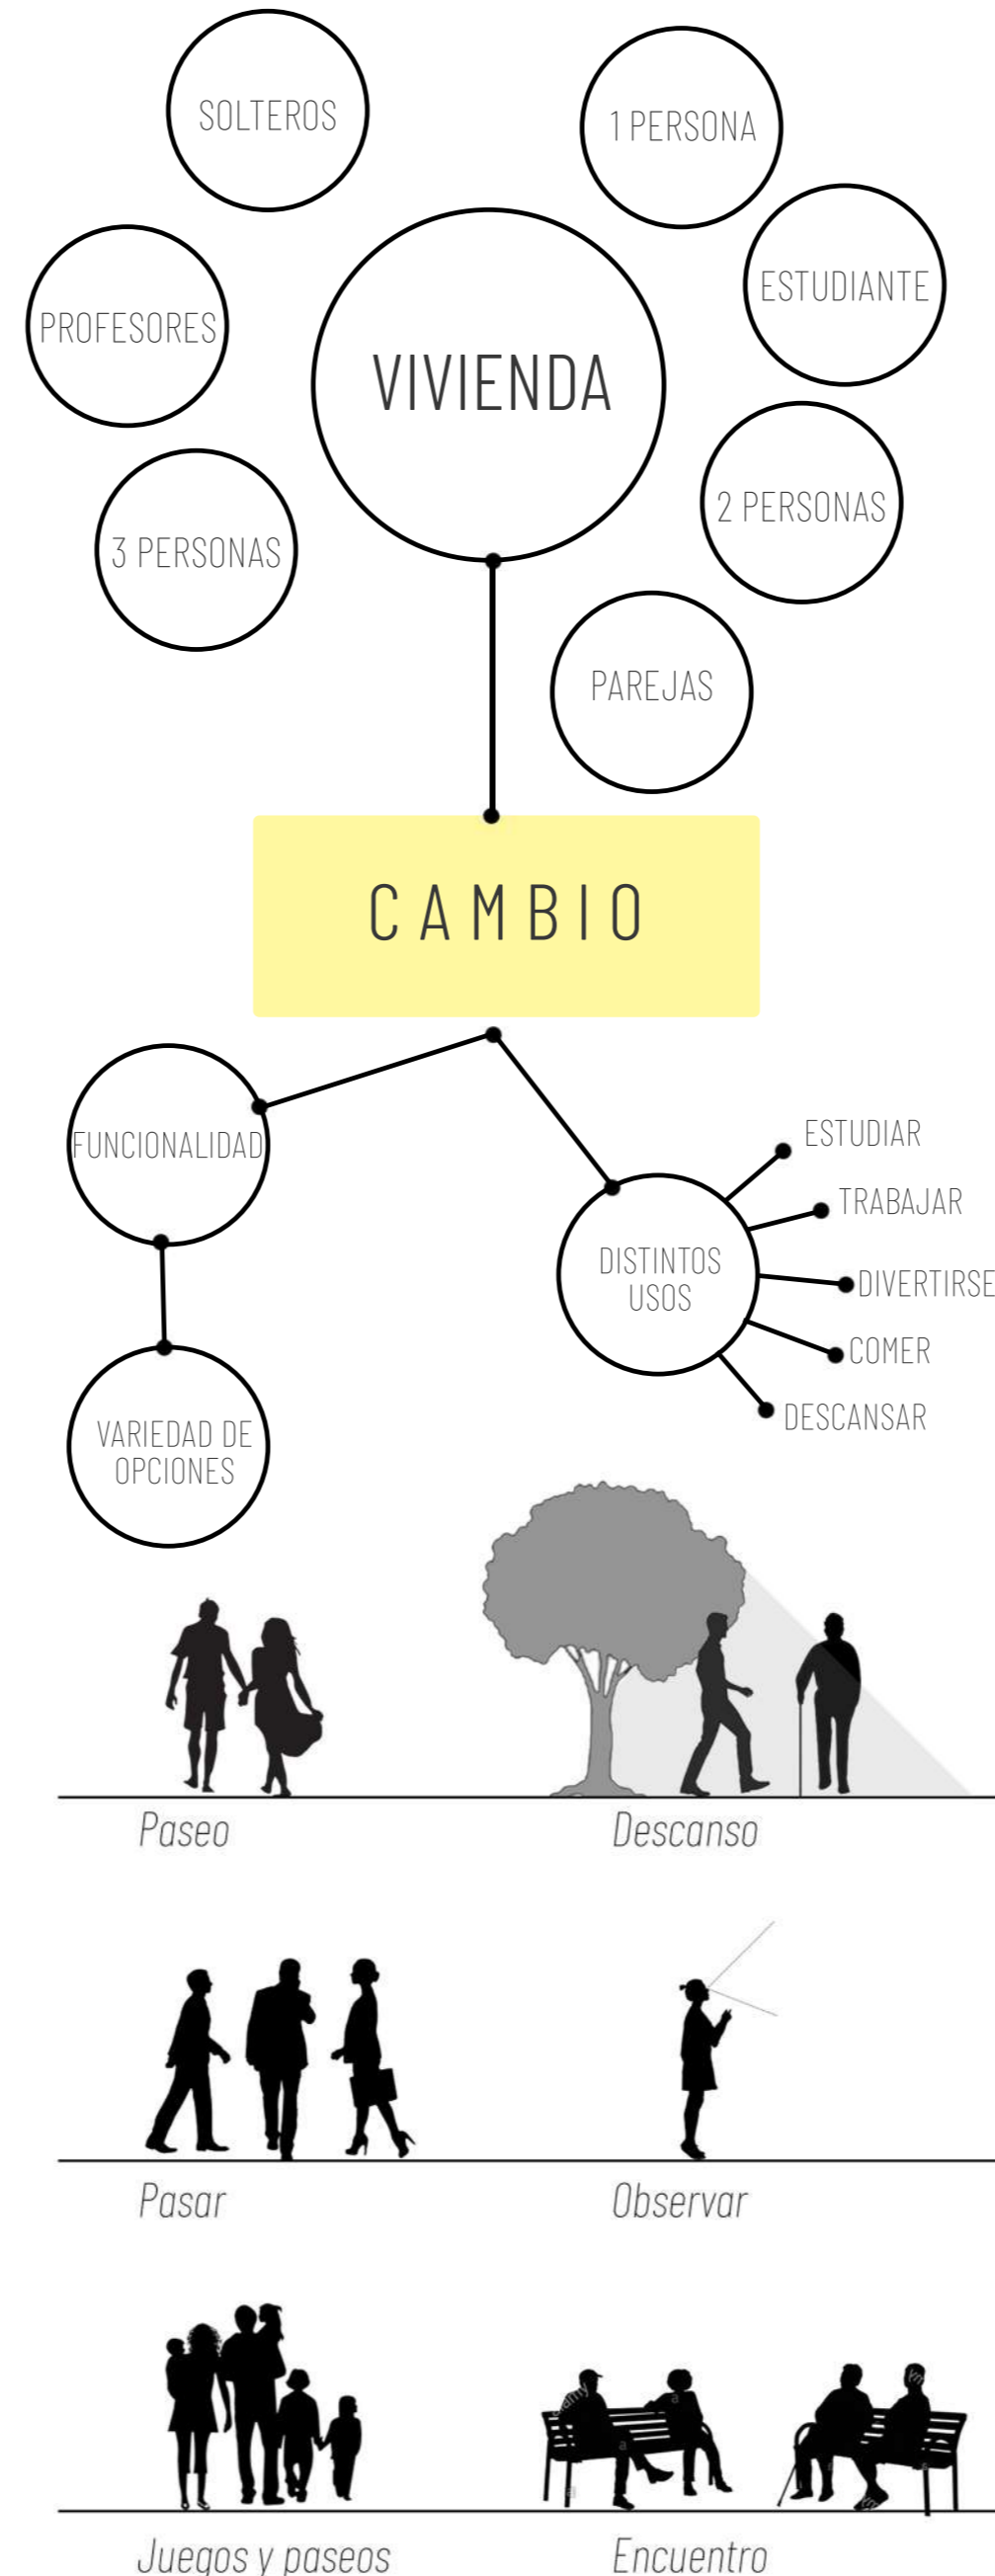 SOLTEROS
1 PERSONA
ESTUDIANTE
PROFESORES
VIVIENDA
2 PERSONAS
3 PERSONAS
PAREJAS
CAMBIO
FUNCIONALIDAD
ESTUDIAR
TRABAJAR
DISTINTOS
USOS
DIVERTIRSE
COMER
DESCANSAR
VARIEDAD DE
OPCIONES
Paseo
Descanso
Pasar
Observar
Juegos y paseos
Encuentro